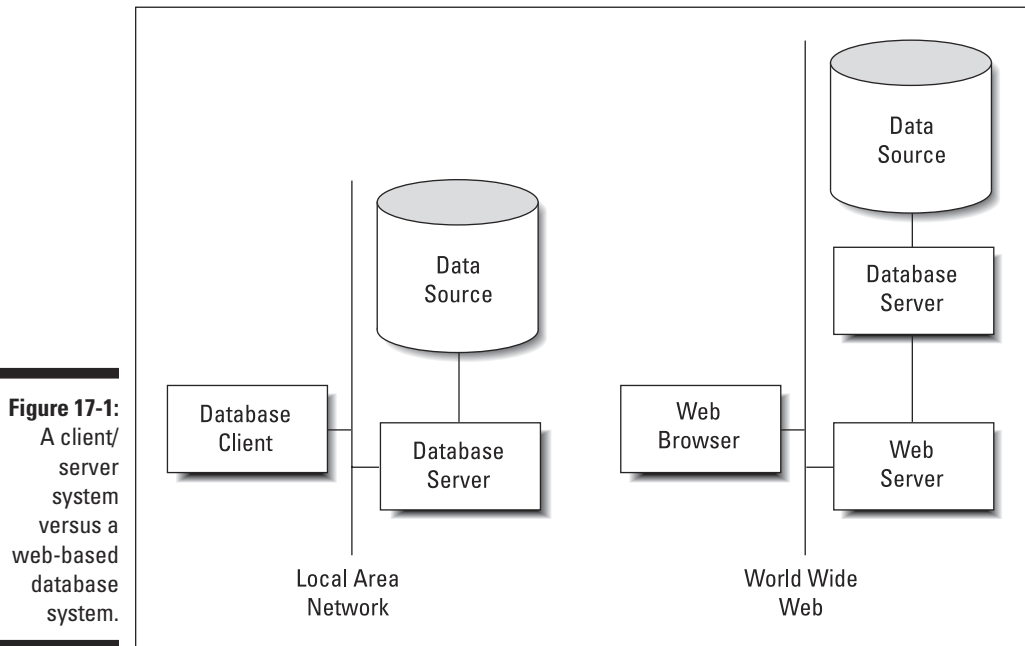 Figure 17-1:
A client/
server
system
versus a
web-based
database
system.
Data
Source
Database
Client
Database
Server
Local Area
Network
Data
Source
Database
Server
Web
Browser
Web
Server
World Wide
Web